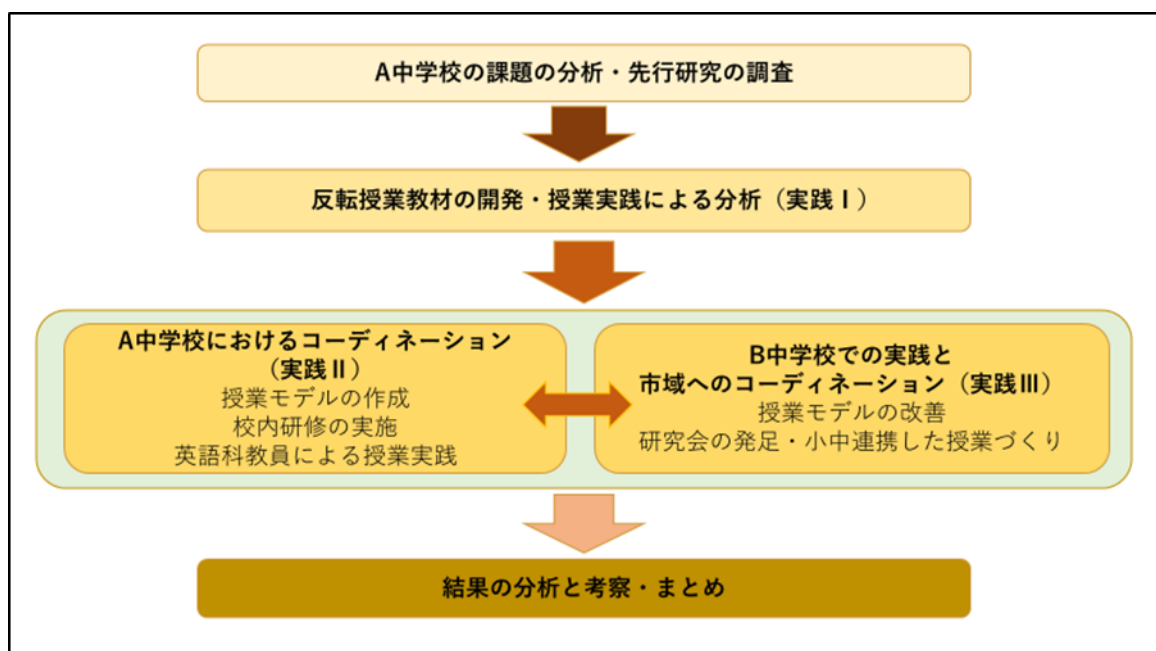 A中学校の課題の分析・先行研究の調査
反転授業教材の開発・授業実践による分析（実践Ⅰ）
A中学校におけるコーディネーション
（実践Ⅱ）
授業モデルの作成
校内研修の実施
英語科教員による授業実践
B中学校での実践と
市域へのコーディネーション（実践Ⅲ）
授業モデルの改善
研究会の発足・小中連携した授業づくり
結果の分析と考察・まとめ